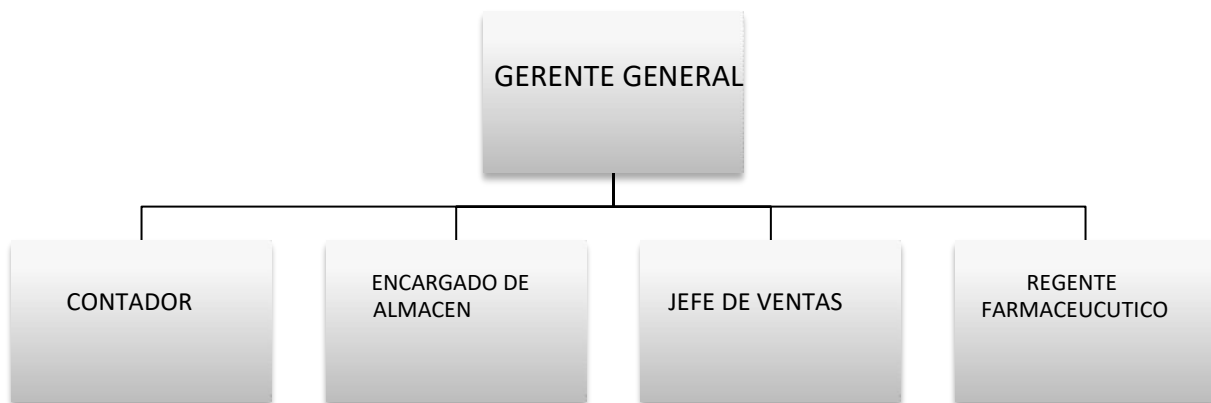 GERENTE GENERAL
CONTADOR
ENCARGADO DE
ALMACEN
JEFE DE VENTAS
REGENTE
FARMACEUCUTICO